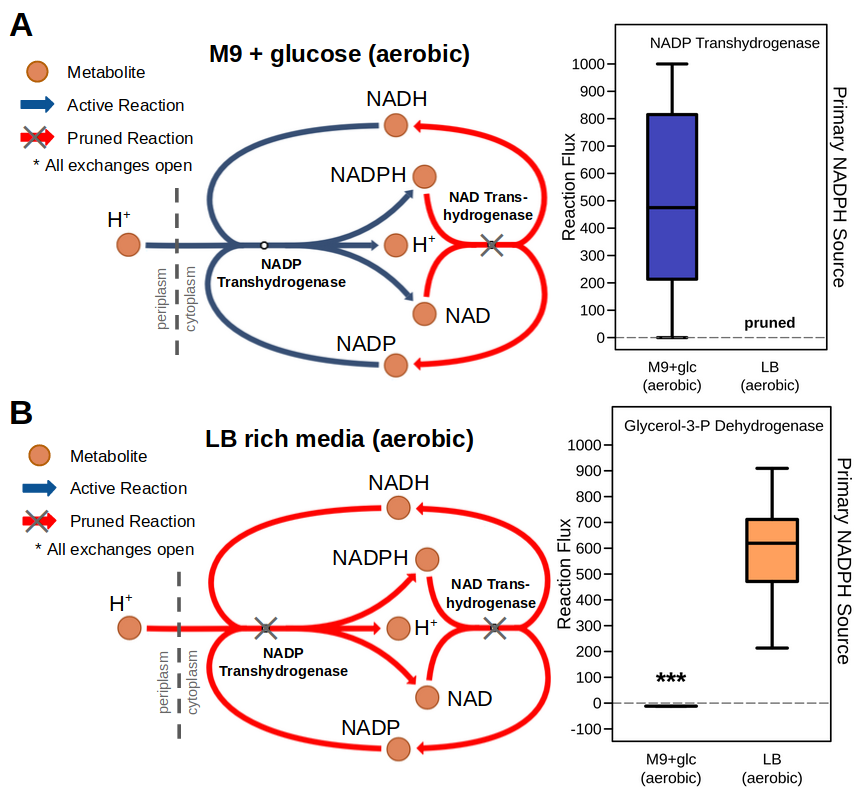 A
M9 + glucose (aerobic)
Metabolite
Active Reaction
Pruned Reaction
* All exchanges open
NADH
NADPH
NAD Trans-
hydrogenase
H+
H+
NADP
Transhydrogenase
periplasm
cytoplasm
NAD
NADP
NADP Transhydrogenase
Reaction Flux
1000
900
800
700
600
500
400
300
200
100
0
pruned
M9+glc
(aerobic)
LB
(aerobic)
Primary NADPH Source
B
LB rich media (aerobic)
Metabolite
Active Reaction
Pruned Reaction
* All exchanges open
NADH
NADPH
NAD Trans-
hydrogenase
H+
H+
NADP
Transhydrogenase
periplasm
cytoplasm
NAD
NADP
Glycerol-3-P Dehydrogenase
Reaction Flux
1000
900
800
700
600
500
400
300
200
100
0
-100
***
M9+glc
(aerobic)
LB
(aerobic)
Primary NADPH Source